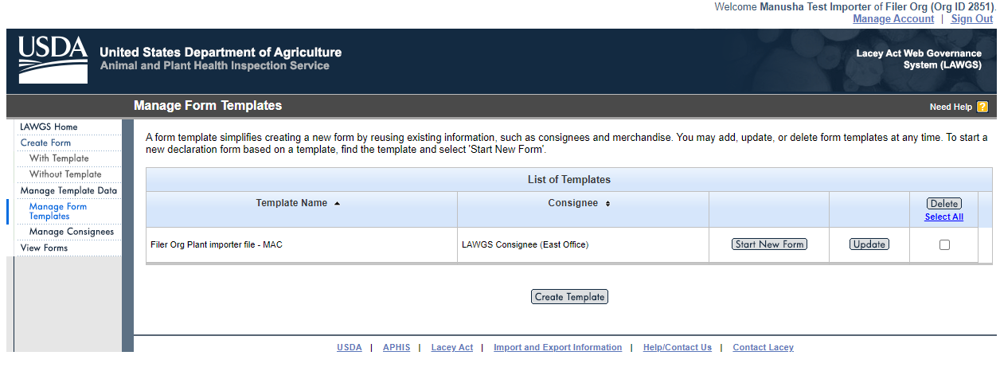 Welcome Manusha Test Importer of Filer Org (Org ID 2851).
Manage Account | Sign Out
USDA
United States Department of Agriculture
Animal and Plant Health Inspection Service
Lacey Act Web Governance
System (LAWGS)
Manage Form Templates
Need Help ?
LAWGS Home
Create Form
With Template
Without Template
Manage Template Data
Manage Form
Templates
Manage Consignees
View Forms
A form template simplifies creating a new form by reusing existing information, such as consignees and merchandise. You may add, update, or delete form templates at any time. To start a
new declaration form based on a template, find the template and select 'Start New Form'.
List of Templates
Template Name Consignee Delete
Select All
Filer Org Plant importer file - MAC LAWGS Consignee (East Office) Start New Form Update
Create Template
USDA | APHIS | Lacey Act | Import and Export Information | Help/Contact Us | Contact Lacey